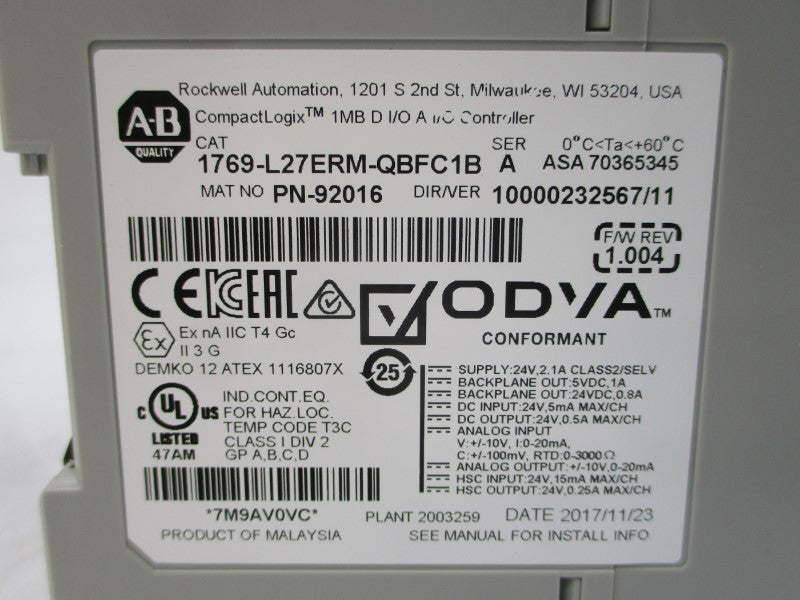 Rockwell Automation, 1201 S 2nd St, Milwaukee, WI 53204, USA
A-B
QUALITY
CompactLogix™ 1MB D I/O A I/O Controller
CAT
SER
0°C<Ta<+60°C
1769-L27ERM-QBFC1B A ASA 70365345
MAT NO PN-92016 DIR/VER 10000232567/11
F/W REV
1.004
CE KC EAC
ODVA™
CONFORMANT
Ex
Ex nA IIC T4 Gc
II 3 G
DEMKO 12 ATEX 1116807X
25
C UL US
LISTED
47AM
IND.CONT.EQ.
FOR HAZ.LOC.
TEMP CODE T3C
CLASS I DIV 2
GP A,B,C,D
SUPPLY:24V,2.1A CLASS2/SELV
BACKPLANE OUT:5VDC,1A
BACKPLANE OUT:24VDC,0.8A
DC INPUT:24V,5mA MAX/CH
DC OUTPUT:24V,0.5A MAX/CH
ANALOG INPUT
V:+/-10V, I:0-20mA,
C:+/-100mV, RTD:0-3000Ω
ANALOG OUTPUT:+/-10V,0-20mA
HSC INPUT:24V,15mA MAX/CH
HSC OUTPUT:24V,0.25A MAX/CH
*7M9AV0VC* PLANT 2003259 DATE 2017/11/23
PRODUCT OF MALAYSIA SEE MANUAL FOR INSTALL INFO